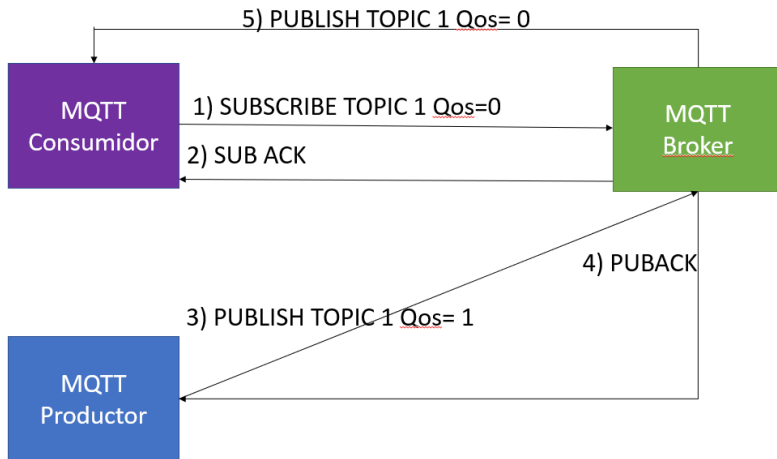 5) PUBLISH TOPIC 1 Qos= 0
MQTT
Consumidor
1) SUBSCRIBE TOPIC 1 Qos=0
2) SUB ACK
MQTT
Broker
4) PUBACK
3) PUBLISH TOPIC 1 Qos= 1
MQTT
Productor